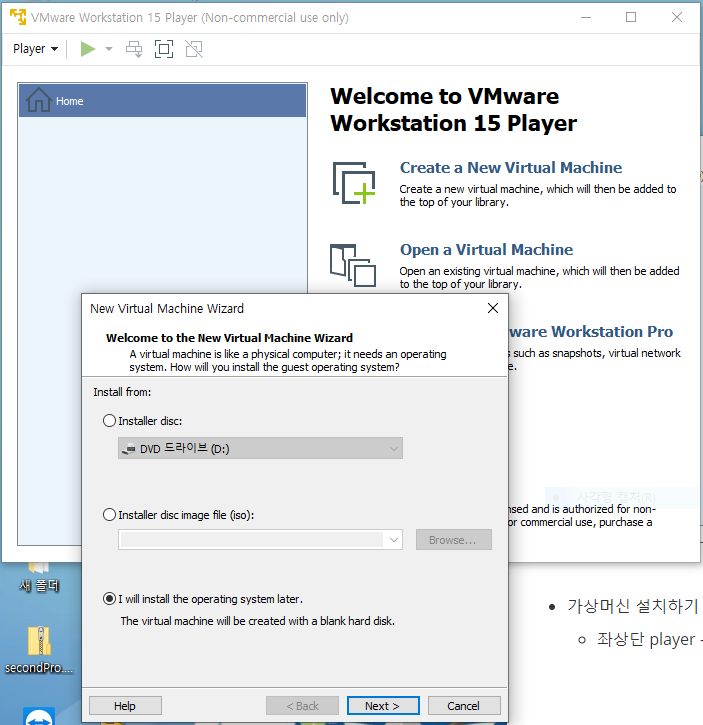 VMware Workstation 15 Player (Non-commercial use only)
Player
Home
Welcome to VMware
Workstation 15 Player
Create a New Virtual Machine
Create a new virtual machine, which will then be added to
the top of your library.
Open a Virtual Machine
Open an existing virtual machine, which will then be added
to the top of your library.
ware Workstation Pro
such as snapshots, virtual network
e.
사각형 캡처(R)
nsed and is authorized for non-
or commercial use, purchase a
New Virtual Machine Wizard
Welcome to the New Virtual Machine Wizard
A virtual machine is like a physical computer; it needs an operating
system. How will you install the guest operating system?
Install from:
Installer disc:
DVD 드라이브 (D:)
Installer disc image file (iso):
Browse...
I will install the operating system later.
The virtual machine will be created with a blank hard disk.
Help
< Back
Next >
Cancel
새 폴더
secondPro....
가상머신 설치하기
좌상단 player -